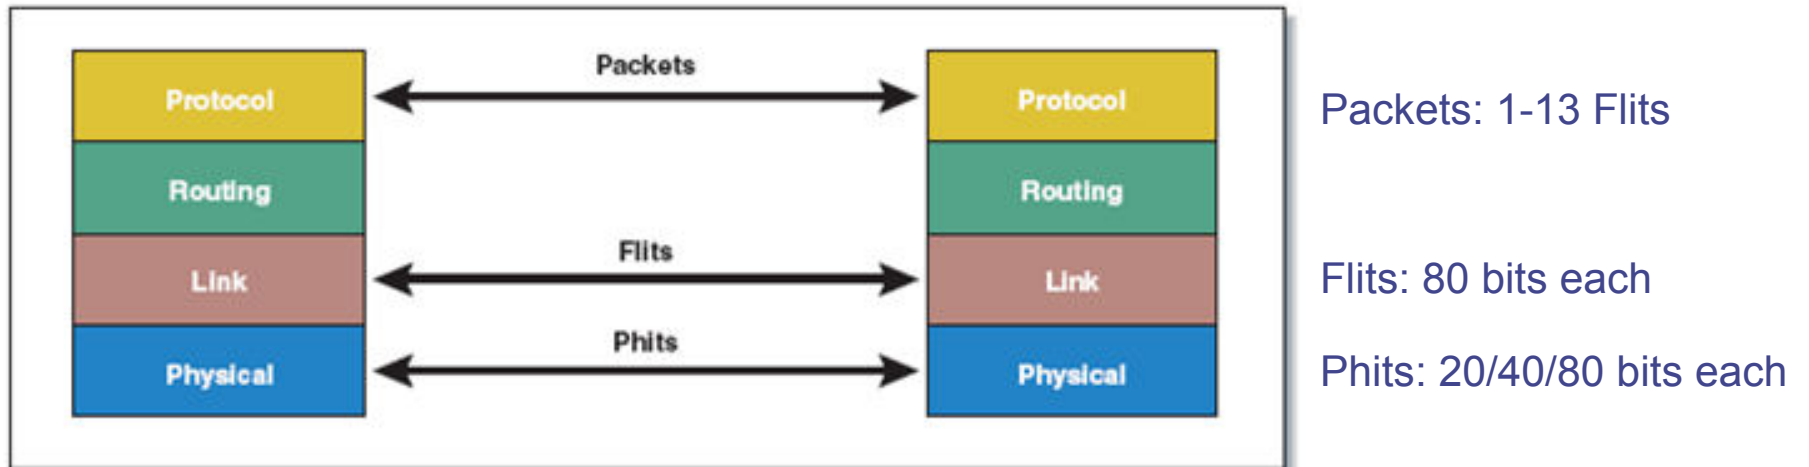 Packets
Protocol
Protocol
Packets: 1-13 Flits
Routing
Routing
Flits
Link
Link
Flits: 80 bits each
Phits
Physical
Physical
Phits: 20/40/80 bits each